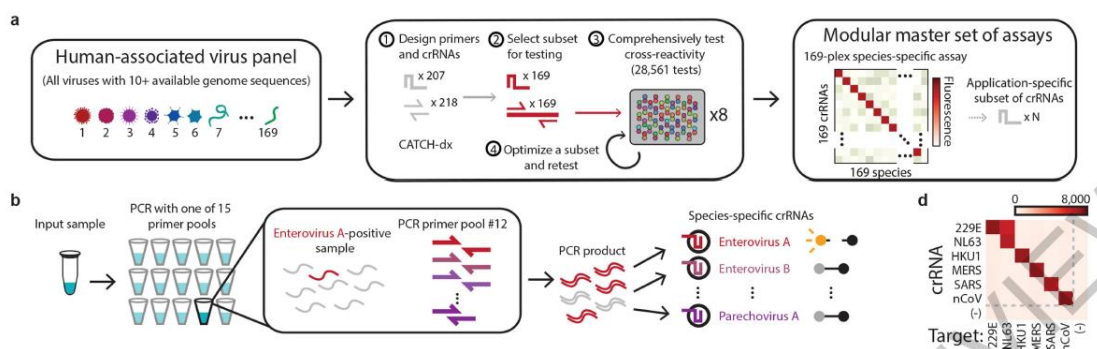 a
Human-associated virus panel
(All viruses with 10+ available genome sequences)
1 2 3 4 5 6 7 ... 169
1 Design primers and crRNAs
x 207
x 218
CATCH-dx
2 Select subset for testing
x 169
x 169
3 Comprehensively test cross-reactivity
(28,561 tests)
x8
4 Optimize a subset and retest
Modular master set of assays
169-plex species-specific assay
169 crRNAs
169 species
Fluorescence
Application-specific subset of crRNAs
x N
b
Input sample
PCR with one of 15 primer pools
Enterovirus A-positive sample
PCR primer pool #12
PCR product
Species-specific crRNAs
Enterovirus A
Enterovirus B
Parechovirus A
d
0 8,000
crRNA
229E
NL63
HKU1
MERS
SARS
nCoV
(-)
Target:
229E
NL63
HKU1
MERS
SARS
nCoV
(-)